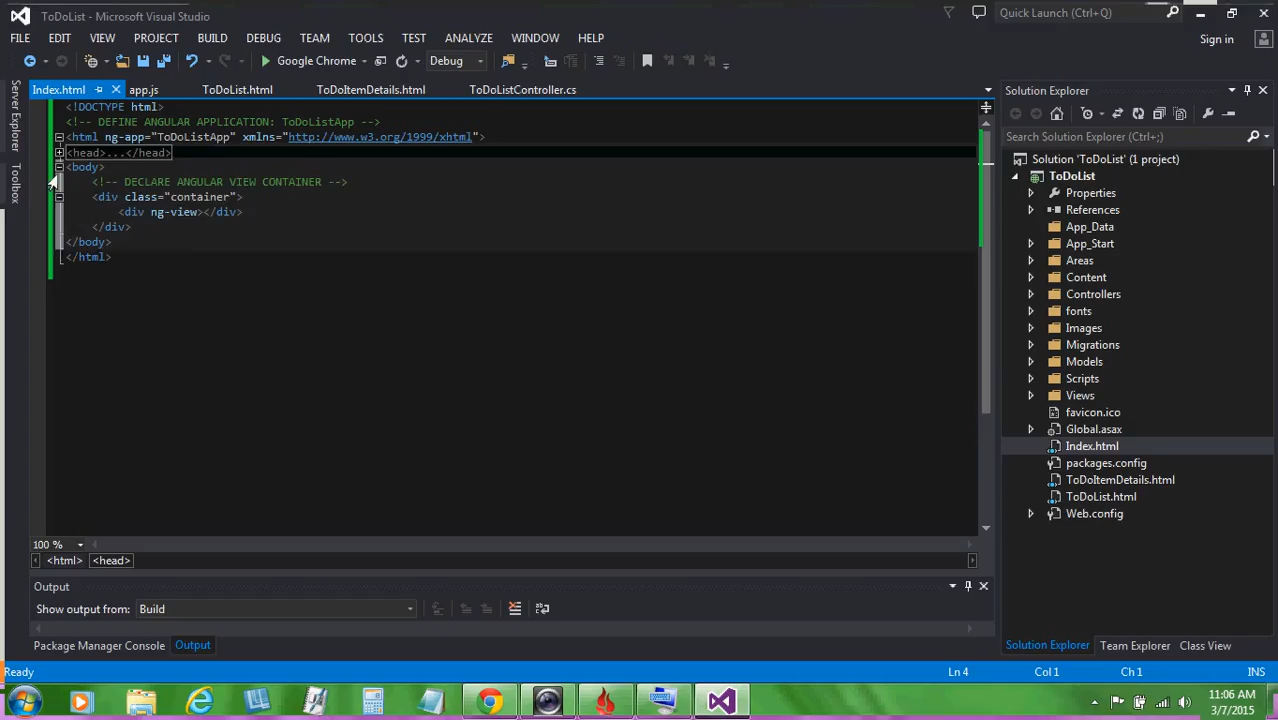 ToDoList - Microsoft Visual Studio
Quick Launch (Ctrl+Q)
FILE EDIT VIEW PROJECT BUILD DEBUG TEAM TOOLS TEST ANALYZE WINDOW HELP
Sign in
Google Chrome Debug
Server Explorer
Toolbox
Index.html app.js ToDoList.html ToDoItemDetails.html ToDoListController.cs
<!DOCTYPE html>
<!-- DEFINE ANGULAR APPLICATION: ToDoListApp -->
<html ng-app="ToDoListApp" xmlns="http://www.w3.org/1999/xhtml">
<head>...</head>
<body>
<!-- DECLARE ANGULAR VIEW CONTAINER -->
<div class="container">
<div ng-view></div>
</div>
</body>
</html>
100 %
<html> <head>
Output
Show output from: Build
Package Manager Console Output
Solution Explorer
Search Solution Explorer (Ctrl+;)
Solution 'ToDoList' (1 project)
ToDoList
Properties
References
App_Data
App_Start
Areas
Content
Controllers
fonts
Images
Migrations
Models
Scripts
Views
favicon.ico
Global.asax
Index.html
packages.config
ToDoItemDetails.html
ToDoList.html
Web.config
Solution Explorer Team Explorer Class View
Ready Ln 4 Col 1 Ch 1 INS
11:06 AM
3/7/2015